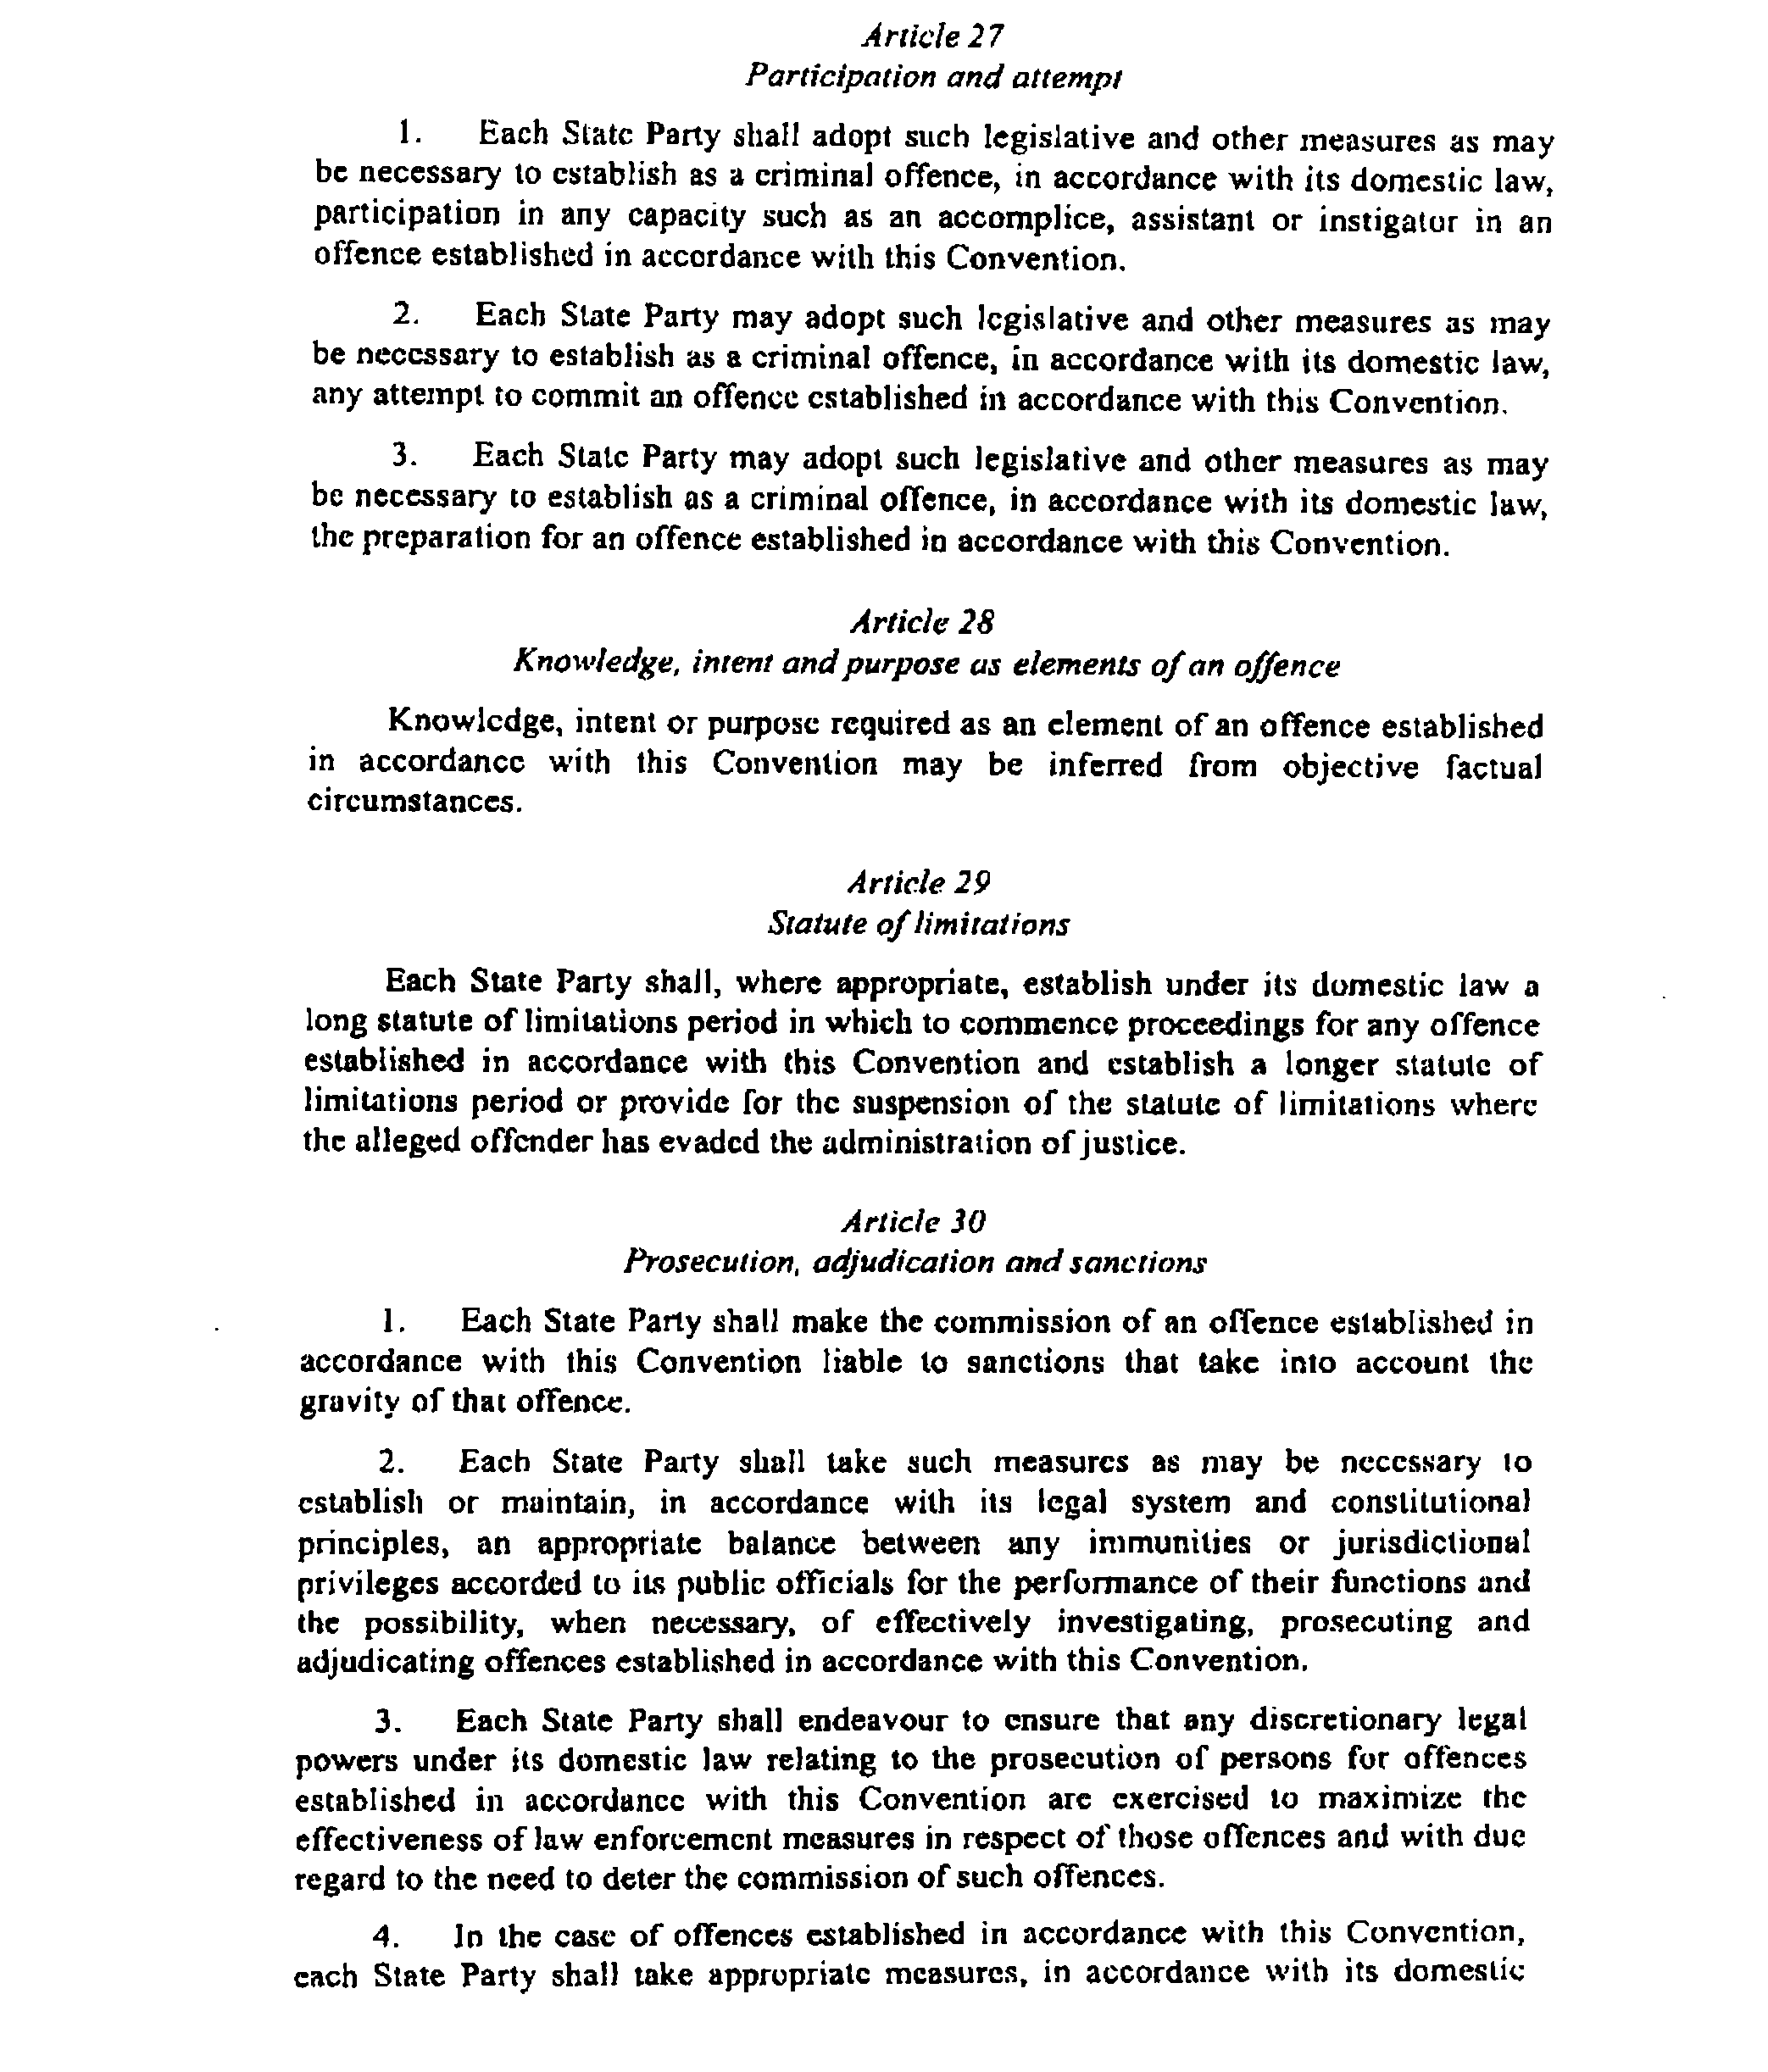 Article 27
Participation and attempt
1. Each State Party shall adopt such legislative and other measures as may
be necessary to establish as a criminal offence, in accordance with its domestic law,
participation in any capacity such as an accomplice, assistant or instigator in an
offence established in accordance with this Convention.
2. Each State Party may adopt such legislative and other measures as may
be necessary to establish as a criminal offence, in accordance with its domestic law,
any attempt to commit an offence established in accordance with this Convention.
3. Each State Party may adopt such legislative and other measures as may
be necessary to establish as a criminal offence, in accordance with its domestic law,
the preparation for an offence established in accordance with this Convention.
Article 28
Knowledge, intent and purpose as elements of an offence
Knowledge, intent or purpose required as an element of an offence established
in accordance with this Convention may be inferred from objective factual
circumstances.
Article 29
Statute of limitations
Each State Party shall, where appropriate, establish under its domestic law a
long statute of limitations period in which to commence proceedings for any offence
established in accordance with this Convention and establish a longer statute of
limitations period or provide for the suspension of the statute of limitations where
the alleged offender has evaded the administration of justice.
Article 30
Prosecution, adjudication and sanctions
1. Each State Party shall make the commission of an offence established in
accordance with this Convention liable to sanctions that take into account the
gravity of that offence.
2. Each State Party shall take such measures as may be necessary to
establish or maintain, in accordance with its legal system and constitutional
principles, an appropriate balance between any immunities or jurisdictional
privileges accorded to its public officials for the performance of their functions and
the possibility, when necessary, of effectively investigating, prosecuting and
adjudicating offences established in accordance with this Convention.
3. Each State Party shall endeavour to ensure that any discretionary legal
powers under its domestic law relating to the prosecution of persons for offences
established in accordance with this Convention are exercised to maximize the
effectiveness of law enforcement measures in respect of those offences and with due
regard to the need to deter the commission of such offences.
4. In the case of offences established in accordance with this Convention,
each State Party shall take appropriate measures, in accordance with its domestic